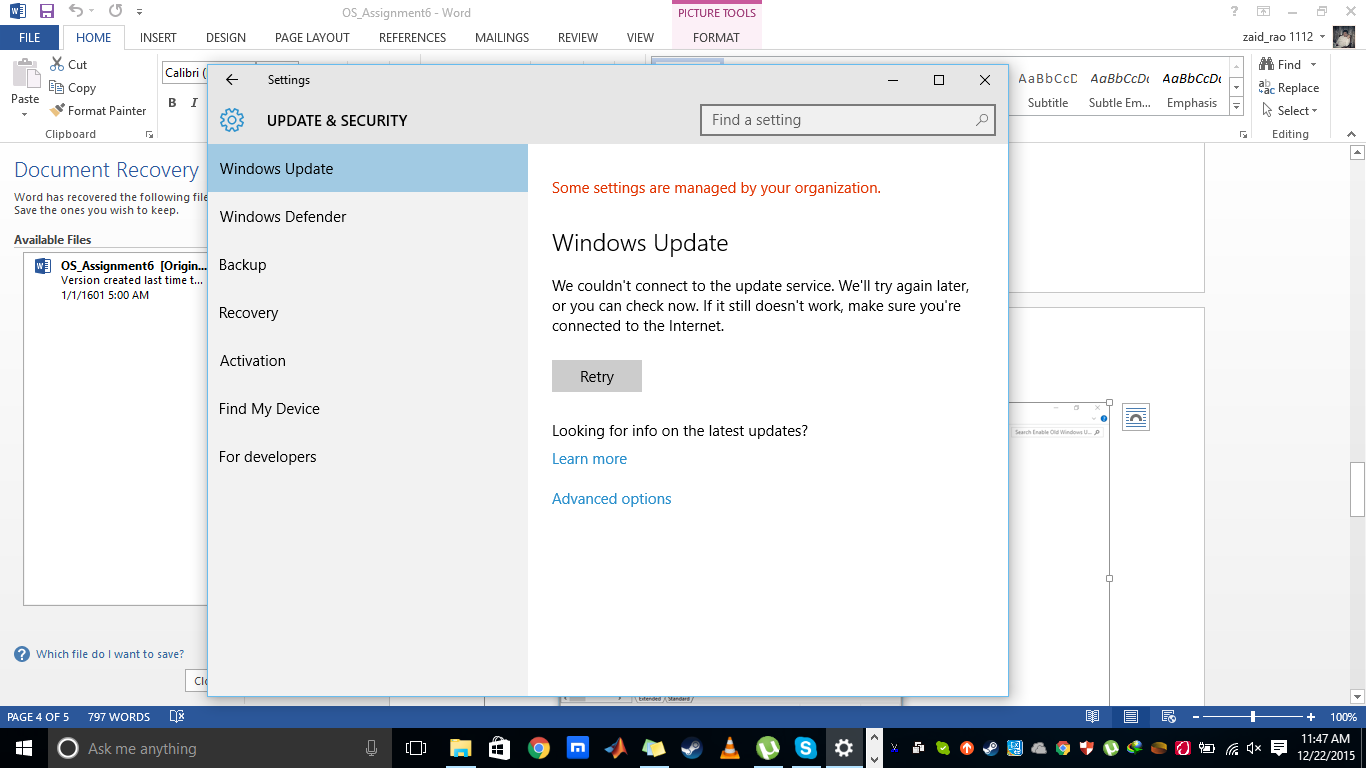 OS_Assignment6 - Word
PICTURE TOOLS
FILE
HOME
INSERT
DESIGN
PAGE LAYOUT
REFERENCES
MAILINGS
REVIEW
VIEW
FORMAT
zaid_rao 1112
Paste
Cut
Copy
Format Painter
Clipboard
Calibri (
B I
AaBbCcD
Subtitle
AaBbCcDc
Subtle Em...
AaBbCcDc
Emphasis
Find
Replace
Select
Editing
Document Recovery
Word has recovered the following file
Save the ones you wish to keep.
Available Files
OS_Assignment6 [Origin...
Version created last time t...
1/1/1601 5:00 AM
Which file do I want to save?
Clo
Settings
UPDATE & SECURITY
Find a setting
Windows Update
Windows Defender
Backup
Recovery
Activation
Find My Device
For developers
Some settings are managed by your organization.
Windows Update
We couldn't connect to the update service. We'll try again later,
or you can check now. If it still doesn't work, make sure you're
connected to the Internet.
Retry
Looking for info on the latest updates?
Learn more
Advanced options
Search Enable Old Windows U...
Extended Standard
PAGE 4 OF 5
797 WORDS
100%
Ask me anything
11:47 AM
12/22/2015